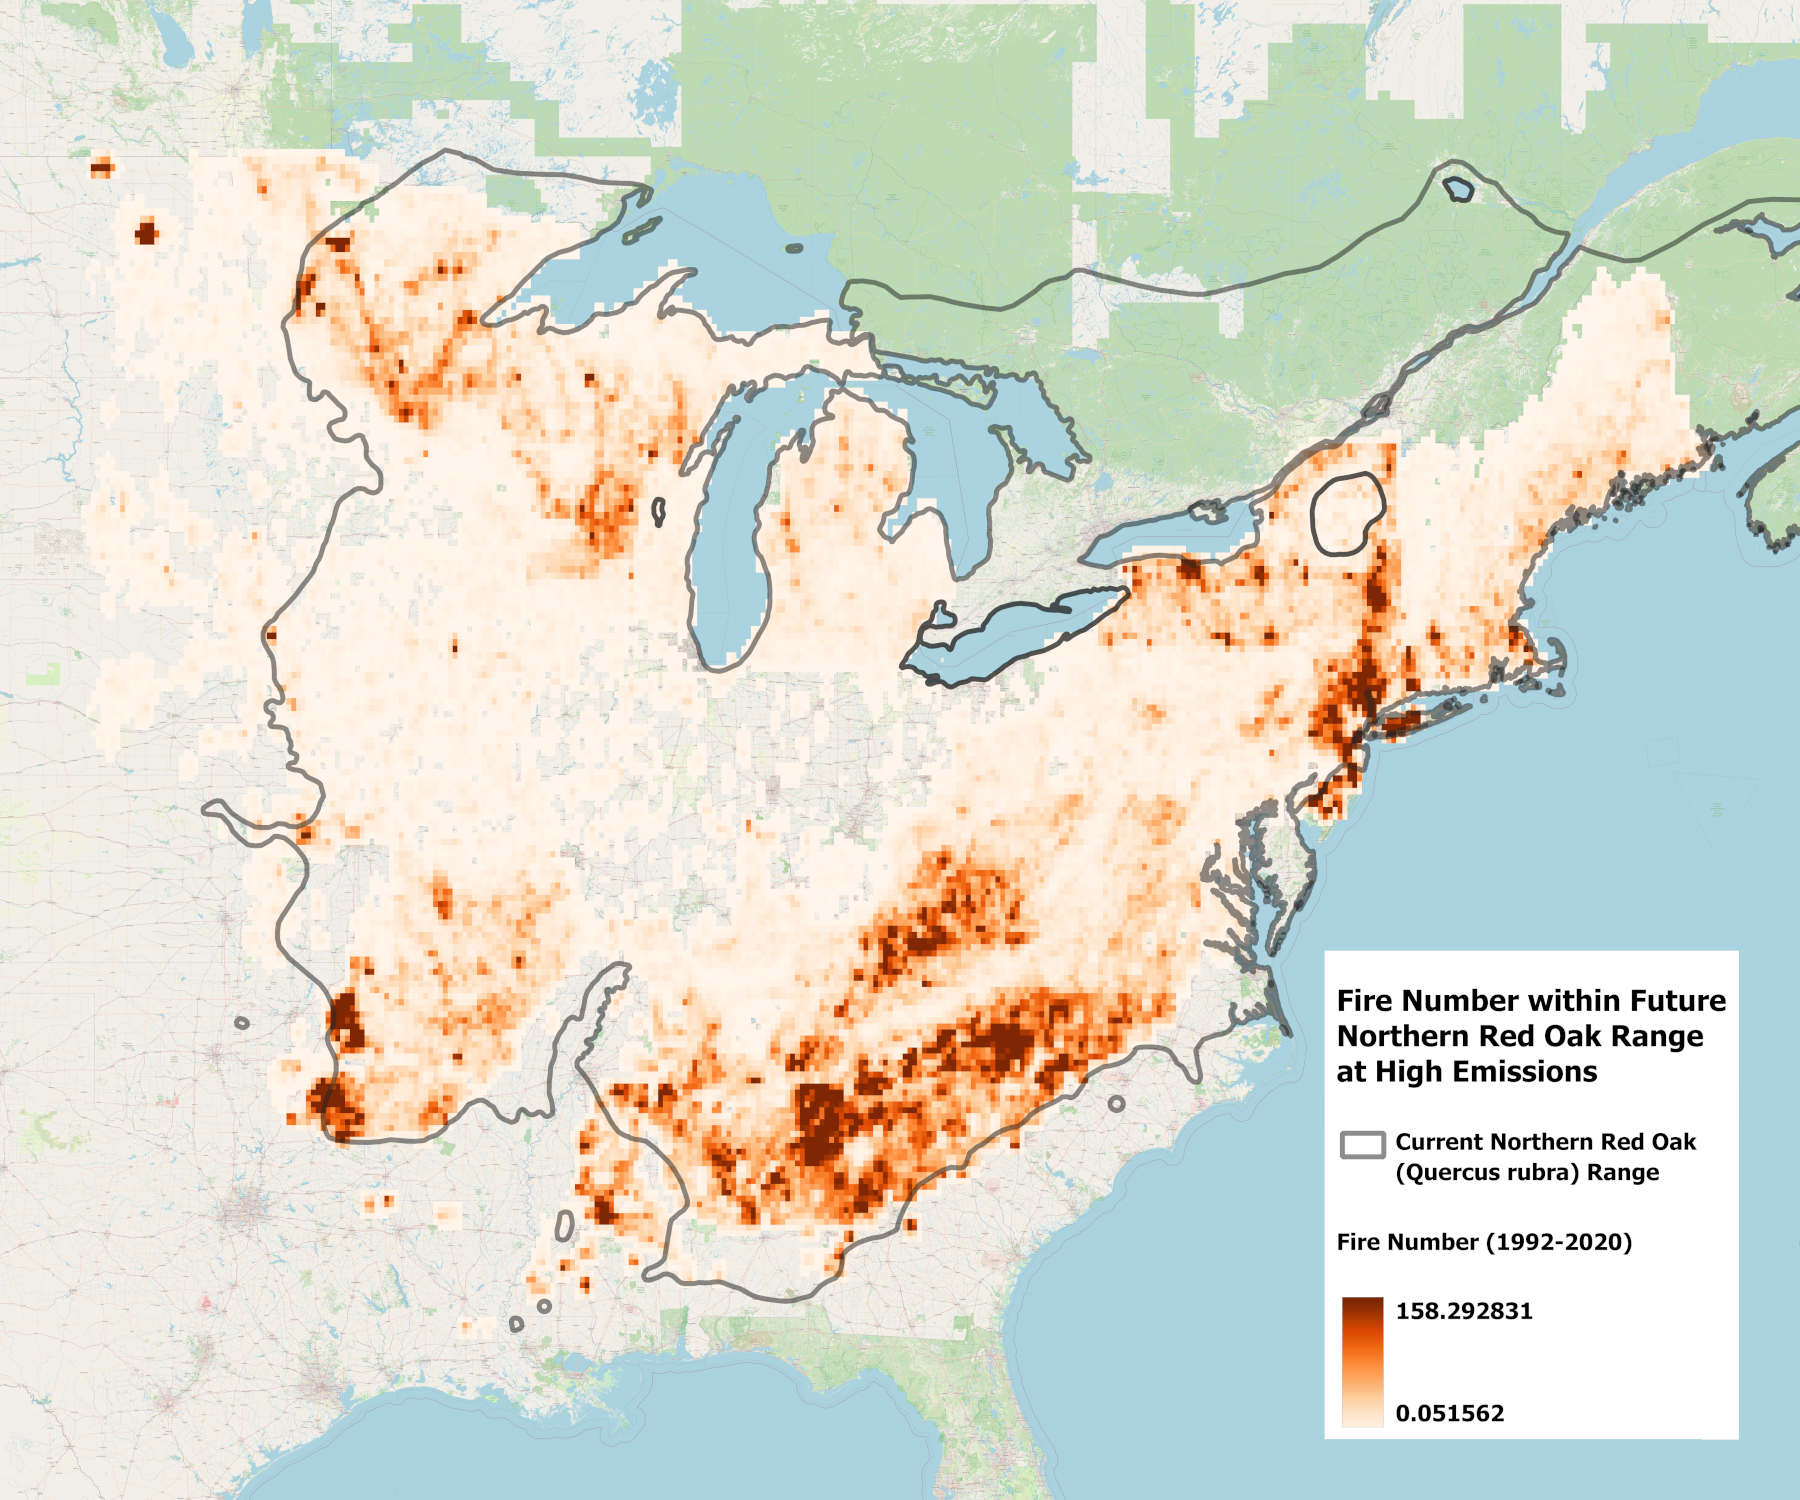 Fire Number within Future
Northern Red Oak Range
at High Emissions
Current Northern Red Oak
(Quercus rubra) Range
Fire Number (1992-2020)
158.292831
0.051562